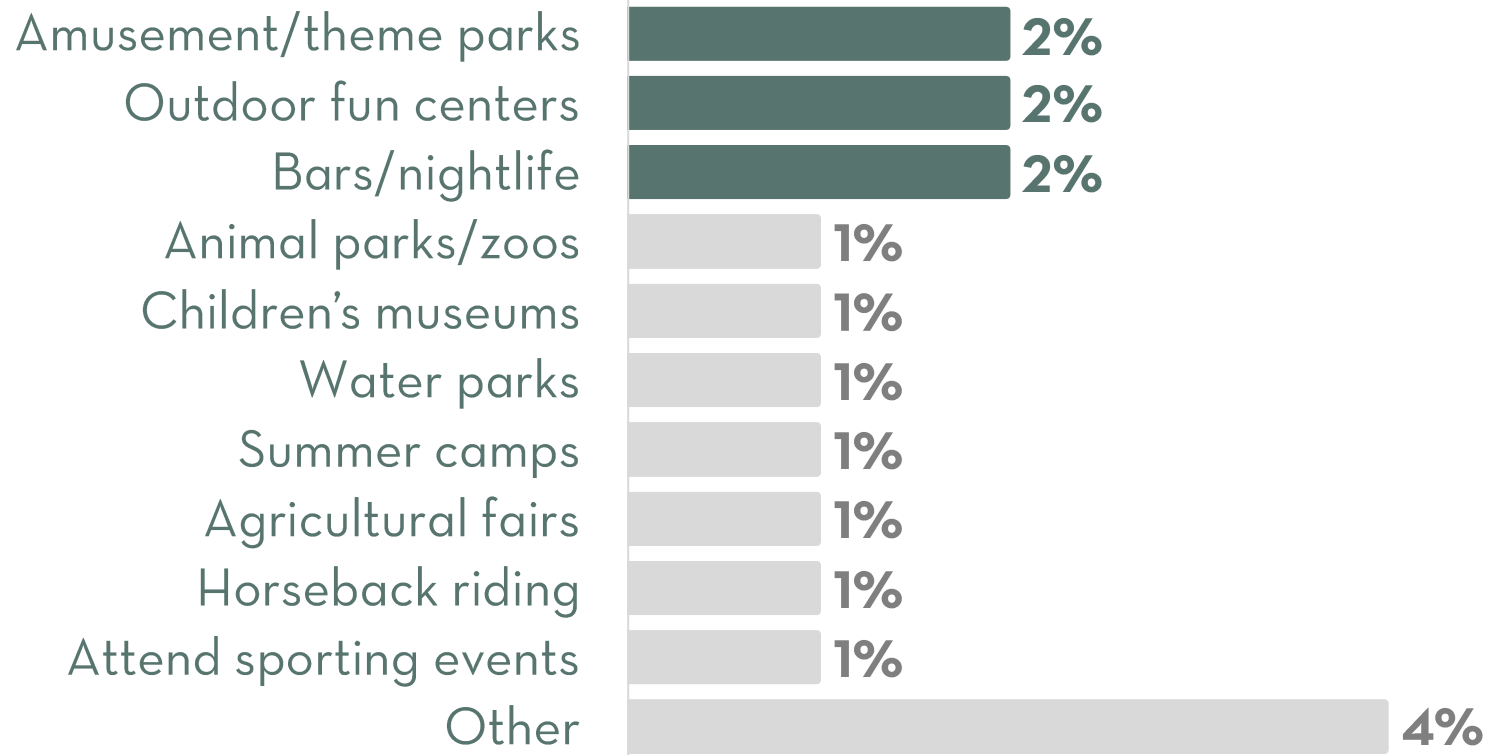 Amusement/theme parks 2%
Outdoor fun centers 2%
Bars/nightlife 2%
Animal parks/zoos 1%
Children’s museums 1%
Water parks 1%
Summer camps 1%
Agricultural fairs 1%
Horseback riding 1%
Attend sporting events 1%
Other 4%